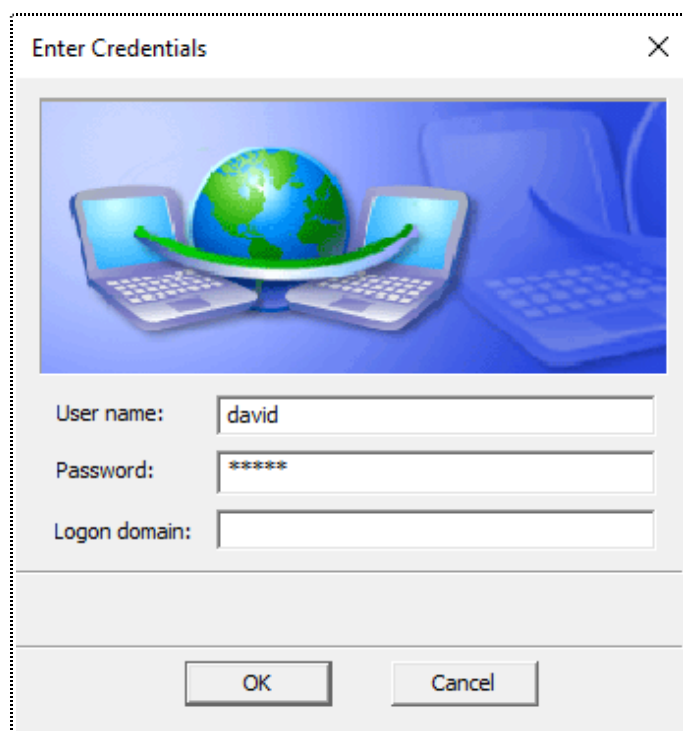 Enter Credentials
User name: david
Password: *****
Logon domain:
OK Cancel